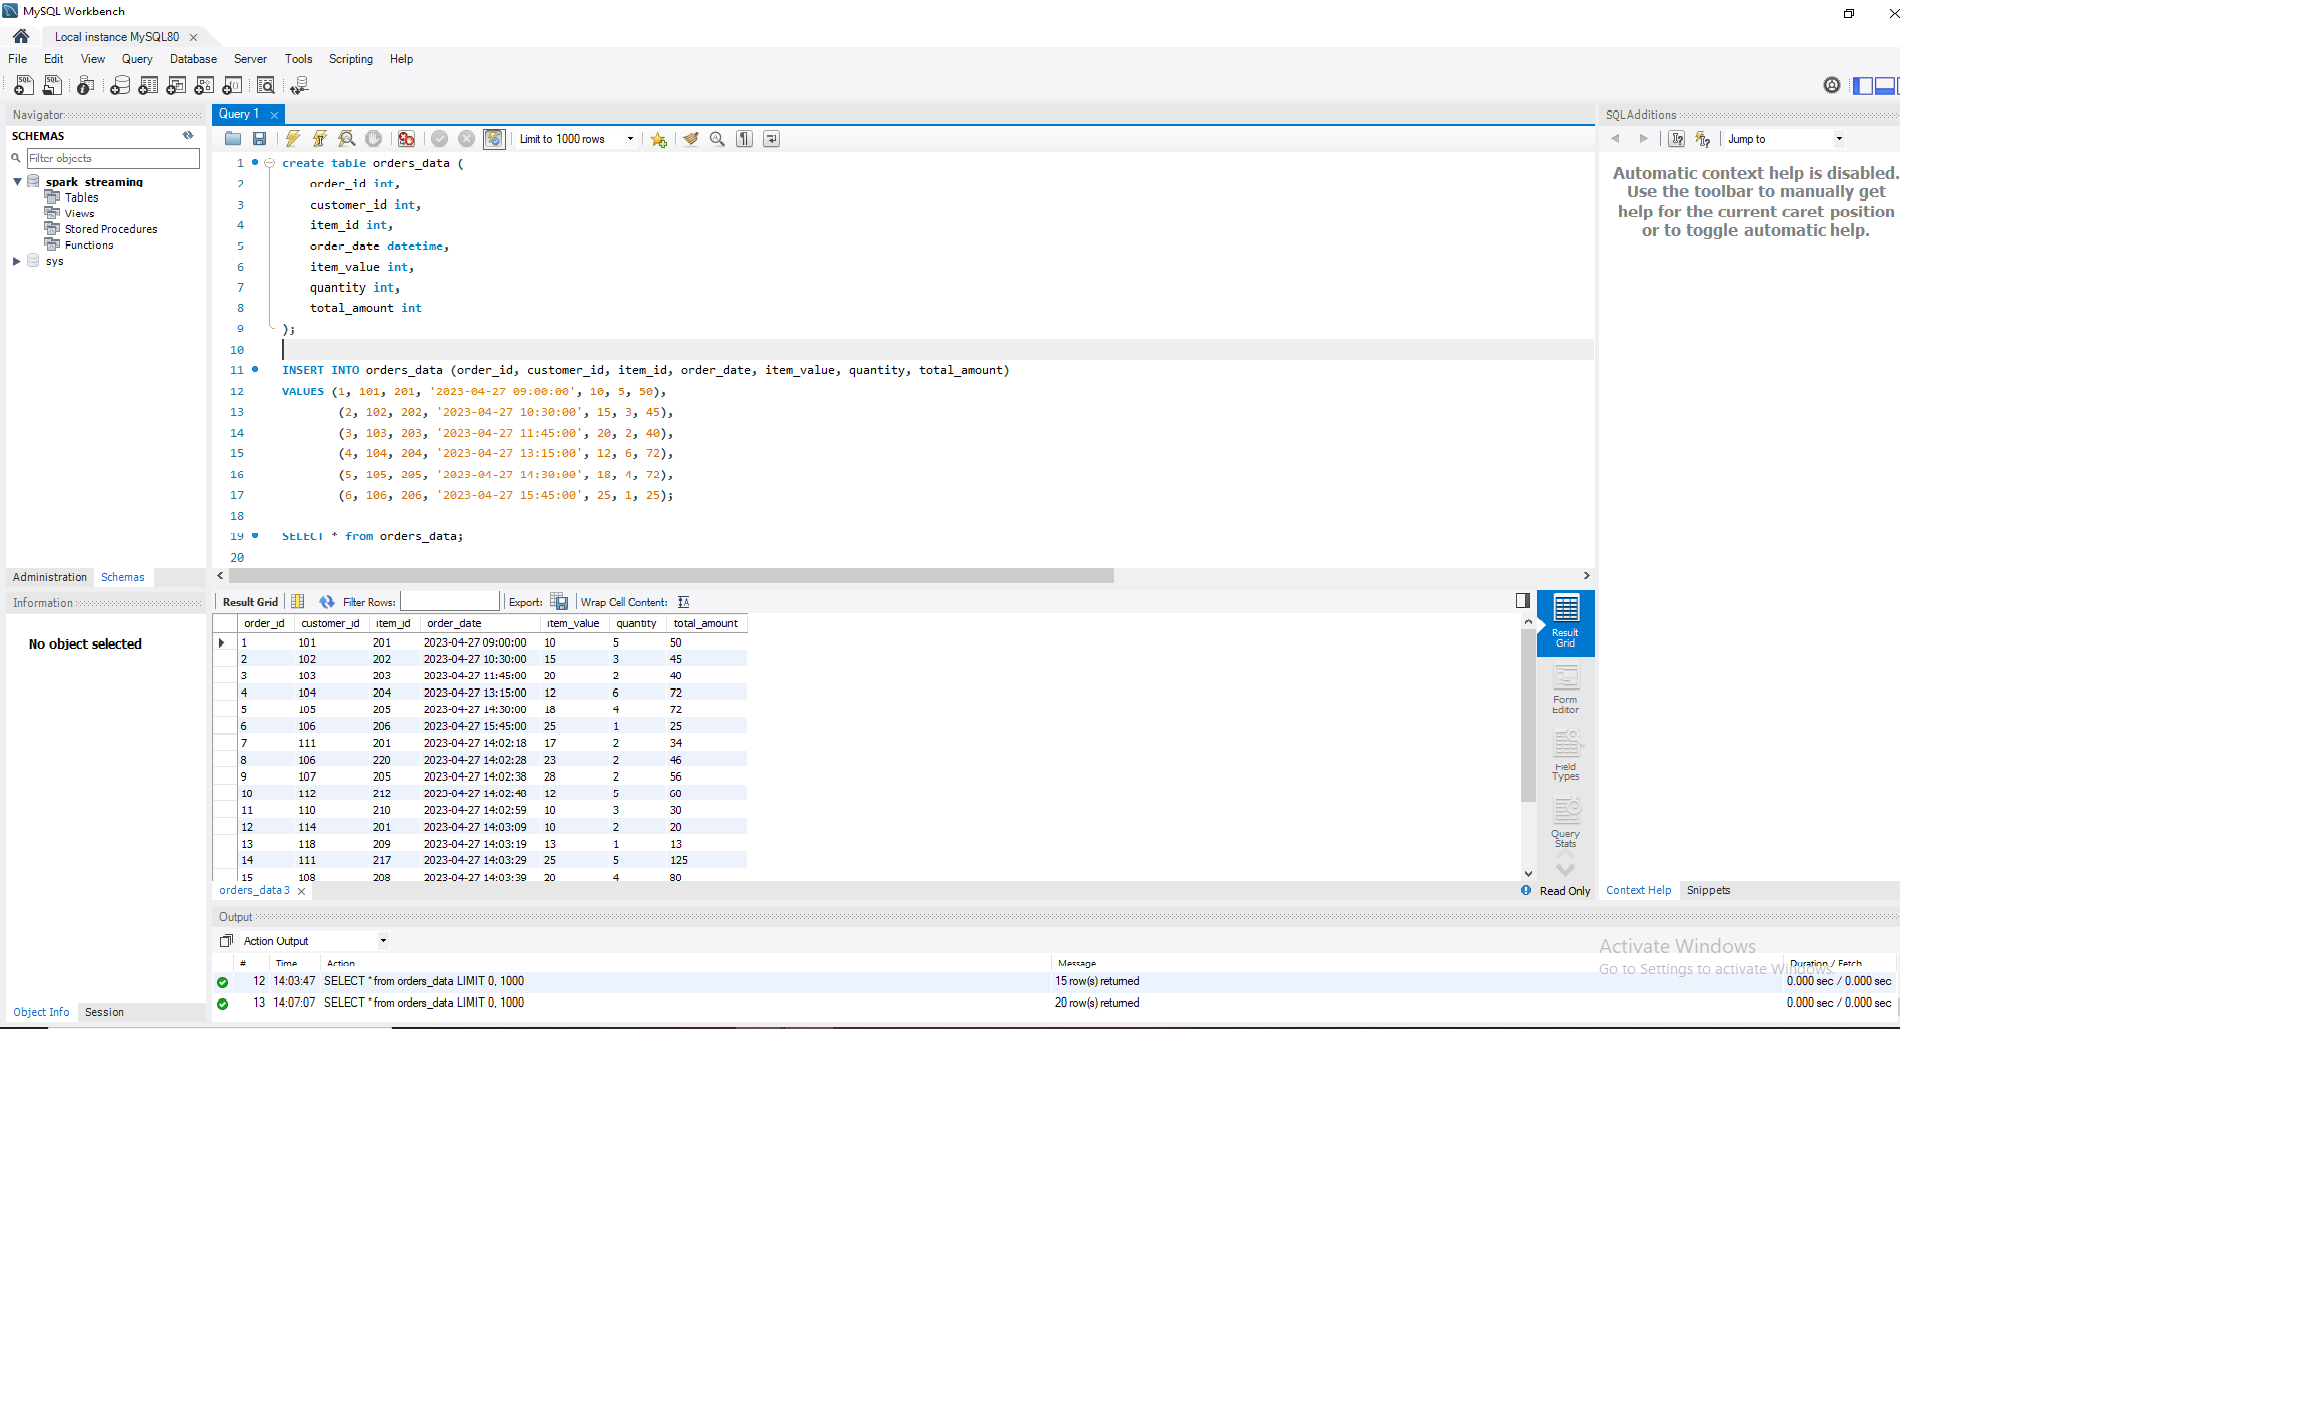 MySQL Workbench
Local instance MySQL80
File Edit View Query Database Server Tools Scripting Help
Navigator
SCHEMAS
Filter objects
spark_streaming
Tables
Views
Stored Procedures
Functions
sys
Administration Schemas
Information
No object selected
Object Info Session
Query 1
Limit to 1000 rows
1 create table orders_data (
2 order_id int,
3 customer_id int,
4 item_id int,
5 order_date datetime,
6 item_value int,
7 quantity int,
8 total_amount int
9 );
10
11 INSERT INTO orders_data (order_id, customer_id, item_id, order_date, item_value, quantity, total_amount)
12 VALUES (1, 101, 201, '2023-04-27 09:00:00', 10, 5, 50),
13 (2, 102, 202, '2023-04-27 10:30:00', 15, 3, 45),
14 (3, 103, 203, '2023-04-27 11:45:00', 20, 2, 40),
15 (4, 104, 204, '2023-04-27 13:15:00', 12, 6, 72),
16 (5, 105, 205, '2023-04-27 14:30:00', 18, 4, 72),
17 (6, 106, 206, '2023-04-27 15:45:00', 25, 1, 25);
18
19 SELECT * from orders_data;
20
Result Grid Filter Rows: Export: Wrap Cell Content:
order_id customer_id item_id order_date item_value quantity total_amount
1 101 201 2023-04-27 09:00:00 10 5 50
2 102 202 2023-04-27 10:30:00 15 3 45
3 103 203 2023-04-27 11:45:00 20 2 40
4 104 204 2023-04-27 13:15:00 12 6 72
5 105 205 2023-04-27 14:30:00 18 4 72
6 106 206 2023-04-27 15:45:00 25 1 25
7 111 201 2023-04-27 14:02:18 17 2 34
8 106 220 2023-04-27 14:02:28 23 2 46
9 107 205 2023-04-27 14:02:38 28 2 56
10 112 212 2023-04-27 14:02:48 12 5 60
11 110 210 2023-04-27 14:02:59 10 3 30
12 114 201 2023-04-27 14:03:09 10 2 20
13 118 209 2023-04-27 14:03:19 13 1 13
14 111 217 2023-04-27 14:03:29 25 5 125
15 108 208 2023-04-27 14:03:39 20 4 80
Result
Grid
Form
Editor
Field
Types
Query
Stats
orders_data 3
Read Only
SQLAdditions
Jump to
Automatic context help is disabled.
Use the toolbar to manually get
help for the current caret position
or to toggle automatic help.
Context Help Snippets
Output
Action Output
# Time Action Message Duration / Fetch
12 14:03:47 SELECT * from orders_data LIMIT 0, 1000 15 row(s) returned 0.000 sec / 0.000 sec
13 14:07:07 SELECT * from orders_data LIMIT 0, 1000 20 row(s) returned 0.000 sec / 0.000 sec
Activate Windows
Go to Settings to activate Windows.